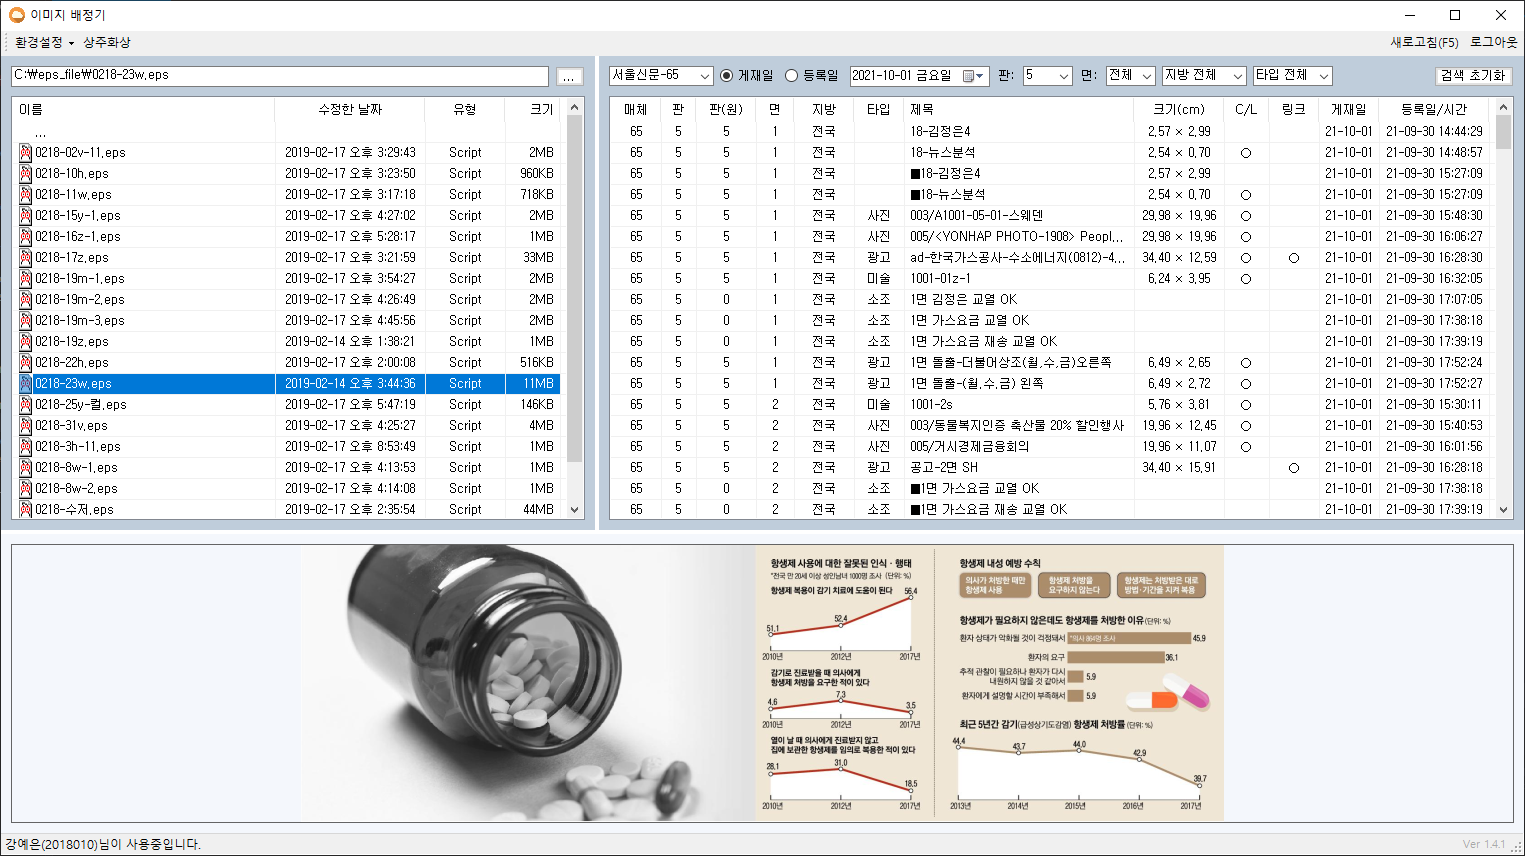 이미지 배정기
환경설정 상주화상 새로고침(F5) 로그아웃
C:\eps_file\0218-23w.eps ...
서울신문-65 게재일 등록일 2021-10-01 금요일 판: 5 면: 전체 지방 전체 타입 전체 검색 초기화
이름 수정한 날짜 유형 크기
...
0218-02v-11.eps 2019-02-17 오후 3:29:43 Script 2MB
0218-10h.eps 2019-02-17 오후 3:23:50 Script 960KB
0218-11w.eps 2019-02-17 오후 3:17:18 Script 718KB
0218-15y-1.eps 2019-02-17 오후 4:27:02 Script 2MB
0218-16z-1.eps 2019-02-17 오후 5:28:17 Script 1MB
0218-17z.eps 2019-02-17 오후 3:21:59 Script 33MB
0218-19m-1.eps 2019-02-17 오후 3:54:27 Script 2MB
0218-19m-2.eps 2019-02-17 오후 4:26:49 Script 2MB
0218-19m-3.eps 2019-02-17 오후 4:45:56 Script 2MB
0218-19z.eps 2019-02-14 오후 1:38:21 Script 1MB
0218-22h.eps 2019-02-17 오후 2:00:08 Script 516KB
0218-23w.eps 2019-02-14 오후 3:44:36 Script 11MB
0218-25y-컬.eps 2019-02-17 오후 5:47:19 Script 146KB
0218-31v.eps 2019-02-17 오후 4:25:27 Script 4MB
0218-3h-11.eps 2019-02-17 오후 8:53:49 Script 1MB
0218-8w-1.eps 2019-02-17 오후 4:13:53 Script 1MB
0218-8w-2.eps 2019-02-17 오후 4:14:08 Script 1MB
0218-수저.eps 2019-02-17 오후 2:35:54 Script 44MB
매체 판 판(원) 면 지방 타입 제목 크기(cm) C/L 링크 게재일 등록일/시간
65 5 5 1 전국 18-김정은4 2.57 × 2.99 21-10-01 21-09-30 14:44:29
65 5 5 1 전국 18-뉴스분석 2.54 × 0.70 ○ 21-10-01 21-09-30 14:48:57
65 5 5 1 전국 ■18-김정은4 2.57 × 2.99 21-10-01 21-09-30 15:27:09
65 5 5 1 전국 ■18-뉴스분석 2.54 × 0.70 ○ 21-10-01 21-09-30 15:27:09
65 5 5 1 전국 사진 003/A1001-05-01-스웨덴 29.98 × 19.96 ○ 21-10-01 21-09-30 15:48:30
65 5 5 1 전국 사진 005/<YONHAP PHOTO-1908> Peopl... 29.98 × 19.96 ○ 21-10-01 21-09-30 16:06:27
65 5 5 1 전국 광고 ad-한국가스공사-수소에너지(0812)-4... 34.40 × 12.59 ○ ○ 21-10-01 21-09-30 16:28:30
65 5 5 1 전국 미술 1001-01z-1 6.24 × 3.95 ○ 21-10-01 21-09-30 16:32:05
65 5 0 1 전국 소조 1면 김정은 교열 OK 21-10-01 21-09-30 17:07:05
65 5 0 1 전국 소조 1면 가스요금 교열 OK 21-10-01 21-09-30 17:38:18
65 5 0 1 전국 소조 1면 가스요금 재송 교열 OK 21-10-01 21-09-30 17:39:19
65 5 5 1 전국 광고 1면 돌출-더불어상조(월.수.금)오른쪽 6.49 × 2.65 ○ 21-10-01 21-09-30 17:52:24
65 5 5 1 전국 광고 1면 돌출-(월.수.금) 왼쪽 6.49 × 2.72 ○ 21-10-01 21-09-30 17:52:27
65 5 5 2 전국 미술 1001-2s 5.76 × 3.81 ○ 21-10-01 21-09-30 15:30:11
65 5 5 2 전국 사진 003/동물복지인증 축산물 20% 할인행사 19.96 × 12.45 ○ 21-10-01 21-09-30 15:40:53
65 5 5 2 전국 사진 005/거시경제금융회의 19.96 × 11.07 ○ 21-10-01 21-09-30 16:01:56
65 5 5 2 전국 광고 공고-2면 SH 34.40 × 15.91 ○ 21-10-01 21-09-30 16:28:18
65 5 0 2 전국 소조 ■1면 가스요금 교열 OK 21-10-01 21-09-30 17:38:18
65 5 0 2 전국 소조 ■1면 가스요금 재송 교열 OK 21-10-01 21-09-30 17:39:19
항생제 사용에 대한 잘못된 인식·행태
*전국 만 20세 이상 성인남녀 1000명 조사 (단위: %)
항생제 복용이 감기 치료에 도움이 된다
51.1 52.4 56.4
2010년 2012년 2017년
감기로 진료받을 때 의사에게
항생제 처방을 요구한 적이 있다
4.6 7.3 3.5
2010년 2012년 2017년
열이 날 때 의사에게 진료받지 않고
집에 보관한 항생제를 임의로 복용한 적이 있다
28.1 31.0 18.5
2010년 2012년 2017년
항생제 내성 예방 수칙
의사가 처방한 때만
항생제 사용
항생제 처방을
요구하지 않는다
항생제는 처방받은 대로
방법·기간을 지켜 복용
항생제가 필요하지 않은데도 항생제를 처방한 이유(단위: %)
환자 상태가 악화될 것이 걱정돼서 *의사 864명 조사 45.9
환자의 요구 36.1
추적 관찰이 필요하나 환자가 다시
내원하지 않을 것 같아서 5.9
환자에게 설명할 시간이 부족해서 5.9
최근 5년간 감기(급성상기도감염) 항생제 처방률 (단위: %)
44.4 43.7 44.0 42.9 39.7
2013년 2014년 2015년 2016년 2017년
강예은(2018010)님이 사용중입니다. Ver 1.4.1